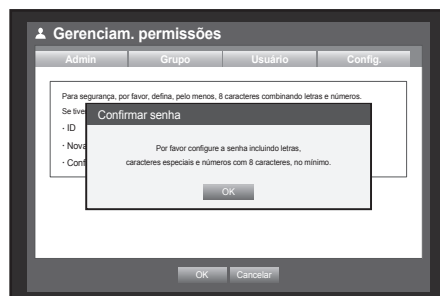 Gerenciam. permissões
Admin Grupo Usuário Config.
Para segurança, por favor, defina, pelo menos, 8 caracteres combinando letras e números.
Se tive
Confirmar senha
· ID
· Nova
Por favor configure a senha incluindo letras,
· Conf
caracteres especiais e números com 8 caracteres, no mínimo.
OK
OK Cancelar